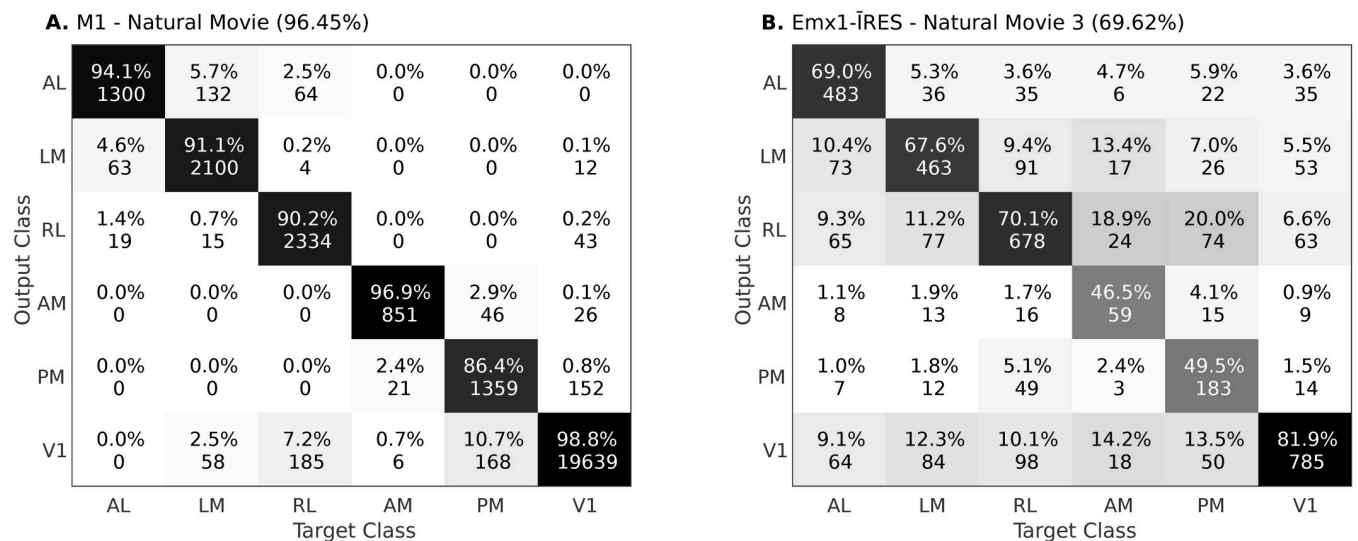 A. M1 - Natural Movie (96.45%)
Output Class
AL
94.1% 5.7% 2.5% 0.0% 0.0% 0.0%
1300 132 64 0 0 0
LM
4.6% 91.1% 0.2% 0.0% 0.0% 0.1%
63 2100 4 0 0 12
RL
1.4% 0.7% 90.2% 0.0% 0.0% 0.2%
19 15 2334 0 0 43
AM
0.0% 0.0% 0.0% 96.9% 2.9% 0.1%
0 0 0 851 46 26
PM
0.0% 0.0% 0.0% 2.4% 86.4% 0.8%
0 0 0 21 1359 152
V1
0.0% 2.5% 7.2% 0.7% 10.7% 98.8%
0 58 185 6 168 19639
AL LM RL AM PM V1
Target Class
B. Emx1-ĪRES - Natural Movie 3 (69.62%)
Output Class
AL
69.0% 5.3% 3.6% 4.7% 5.9% 3.6%
483 36 35 6 22 35
LM
10.4% 67.6% 9.4% 13.4% 7.0% 5.5%
73 463 91 17 26 53
RL
9.3% 11.2% 70.1% 18.9% 20.0% 6.6%
65 77 678 24 74 63
AM
1.1% 1.9% 1.7% 46.5% 4.1% 0.9%
8 13 16 59 15 9
PM
1.0% 1.8% 5.1% 2.4% 49.5% 1.5%
7 12 49 3 183 14
V1
9.1% 12.3% 10.1% 14.2% 13.5% 81.9%
64 84 98 18 50 785
AL LM RL AM PM V1
Target Class